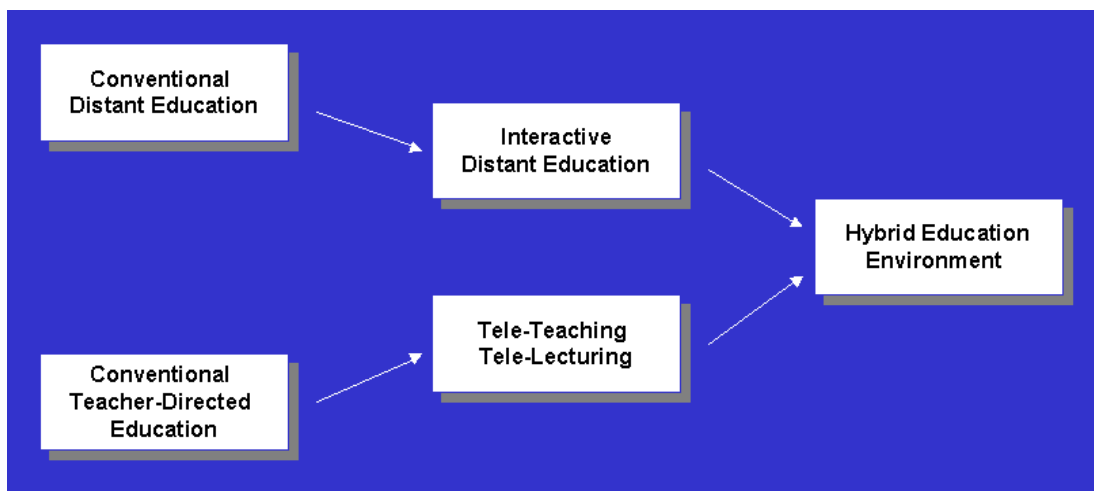 Conventional
Distant Education
Interactive
Distant Education
Hybrid Education
Environment
Tele-Teaching
Tele-Lecturing
Conventional
Teacher-Directed
Education